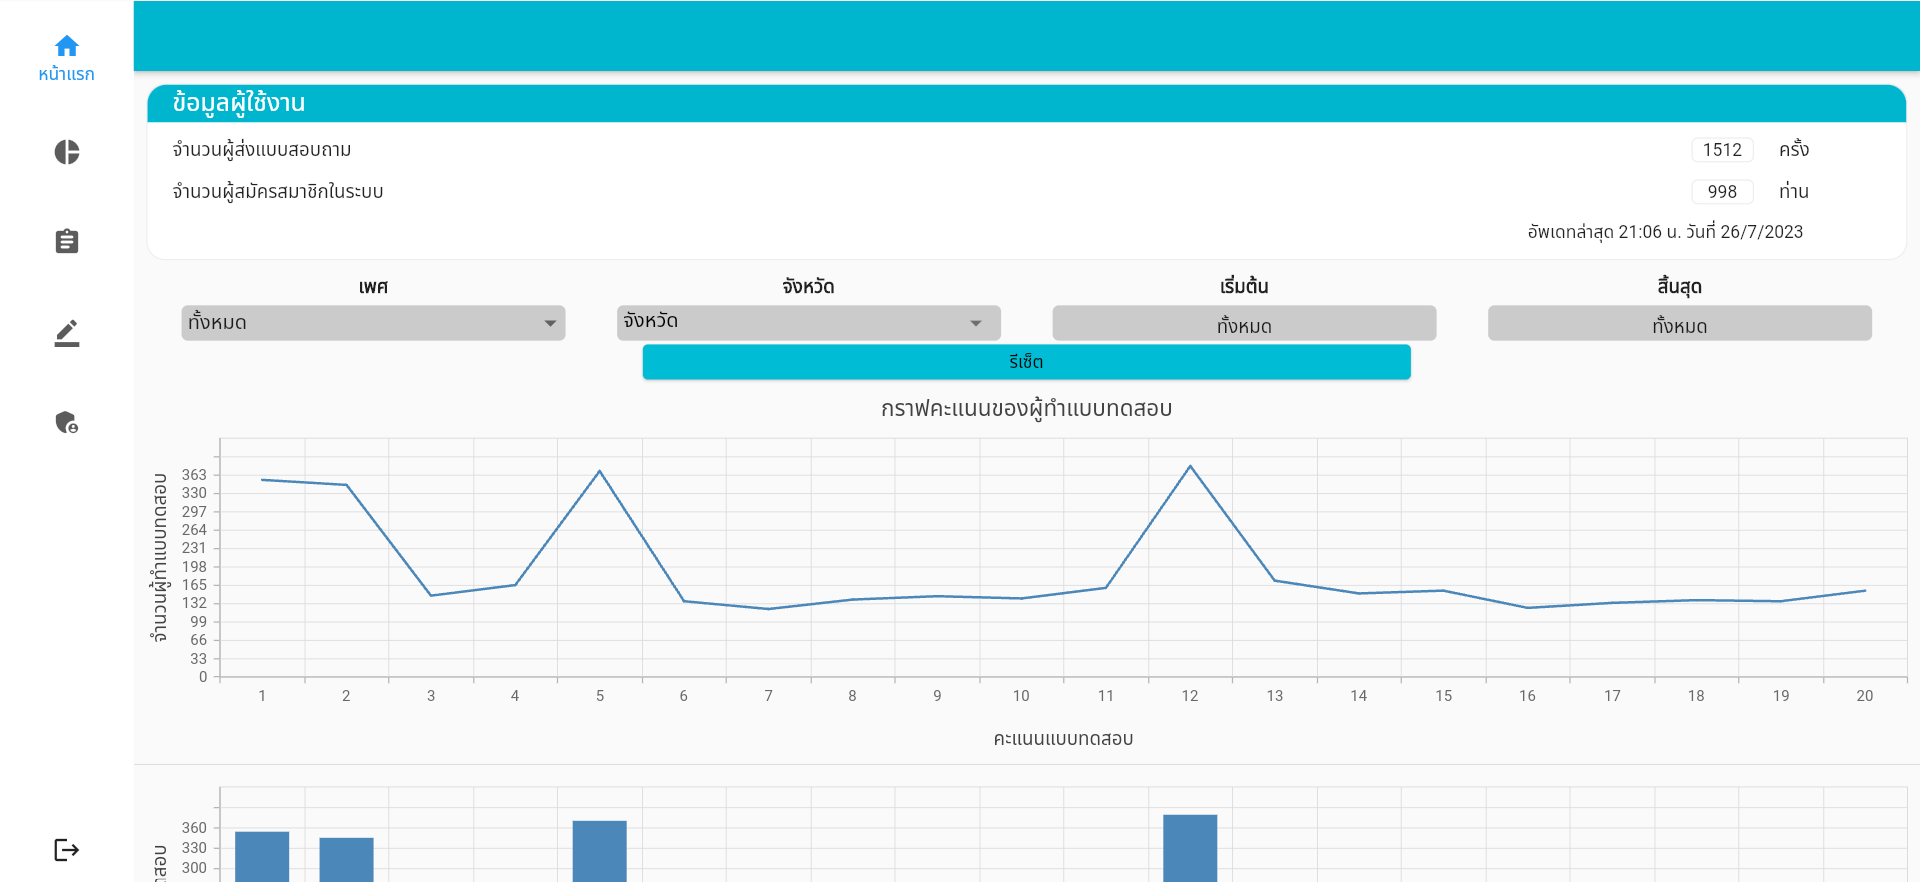 หน้าแรก
ข้อมูลผู้ใช้งาน
จำนวนผู้ส่งแบบสอบถาม 1512 ครั้ง
จำนวนผู้สมัครสมาชิกในระบบ 998 ท่าน
อัพเดทล่าสุด 21:06 น. วันที่ 26/7/2023
เพศ จังหวัด เริ่มต้น สิ้นสุด
ทั้งหมด จังหวัด ทั้งหมด ทั้งหมด
รีเซ็ต
กราฟคะแนนของผู้ทำแบบทดสอบ
จำนวนผู้ทำแบบทดสอบ
363
330
297
264
231
198
165
132
99
66
33
0
1 2 3 4 5 6 7 8 9 10 11 12 13 14 15 16 17 18 19 20
คะแนนแบบทดสอบ
360
330
300